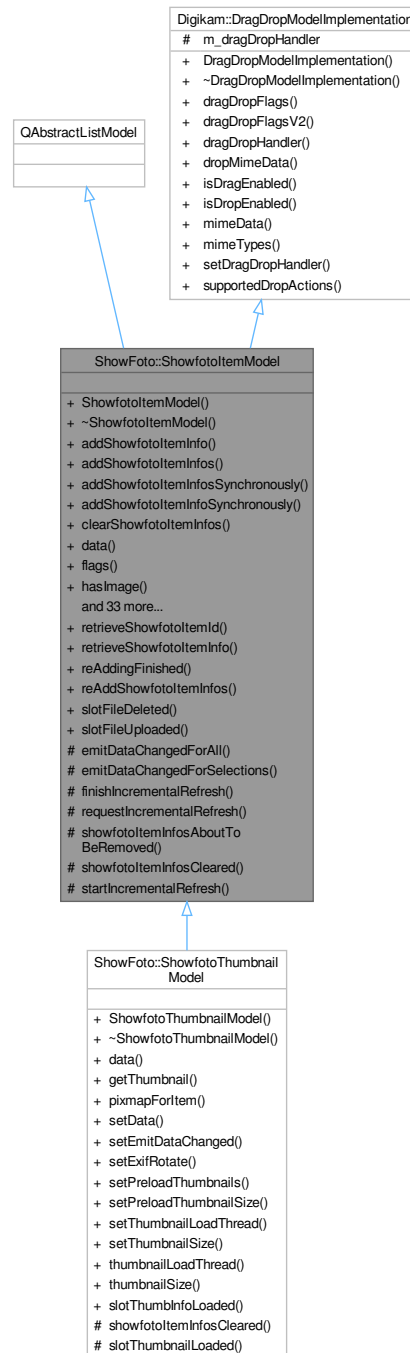 Digikam::DragDropModelImplementation
# m_dragDropHandler
+ DragDropModelImplementation()
+ ~DragDropModelImplementation()
+ dragDropFlags()
+ dragDropFlagsV2()
+ dragDropHandler()
+ dropMimeData()
+ isDragEnabled()
+ isDropEnabled()
+ mimeData()
+ mimeTypes()
+ setDragDropHandler()
+ supportedDropActions()
QAbstractListModel
ShowFoto::ShowfotoItemModel
+ ShowfotoItemModel()
+ ~ShowfotoItemModel()
+ addShowfotoItemInfo()
+ addShowfotoItemInfos()
+ addShowfotoItemInfosSynchronously()
+ addShowfotoItemInfoSynchronously()
+ clearShowfotoItemInfos()
+ data()
+ flags()
+ hasImage()
and 33 more...
+ retrieveShowfotoItemId()
+ retrieveShowfotoItemInfo()
+ reAddingFinished()
+ reAddShowfotoItemInfos()
+ slotFileDeleted()
+ slotFileUploaded()
# emitDataChangedForAll()
# emitDataChangedForSelections()
# finishIncrementalRefresh()
# requestIncrementalRefresh()
# showfotoItemInfosAboutTo
BeRemoved()
# showfotoItemInfosCleared()
# startIncrementalRefresh()
ShowFoto::ShowfotoThumbnail
Model
+ ShowfotoThumbnailModel()
+ ~ShowfotoThumbnailModel()
+ data()
+ getThumbnail()
+ pixmapForItem()
+ setData()
+ setEmitDataChanged()
+ setExifRotate()
+ setPreloadThumbnails()
+ setPreloadThumbnailSize()
+ setThumbnailLoadThread()
+ setThumbnailSize()
+ thumbnailLoadThread()
+ thumbnailSize()
+ slotThumbInfoLoaded()
# showfotoItemInfosCleared()
# slotThumbnailLoaded()